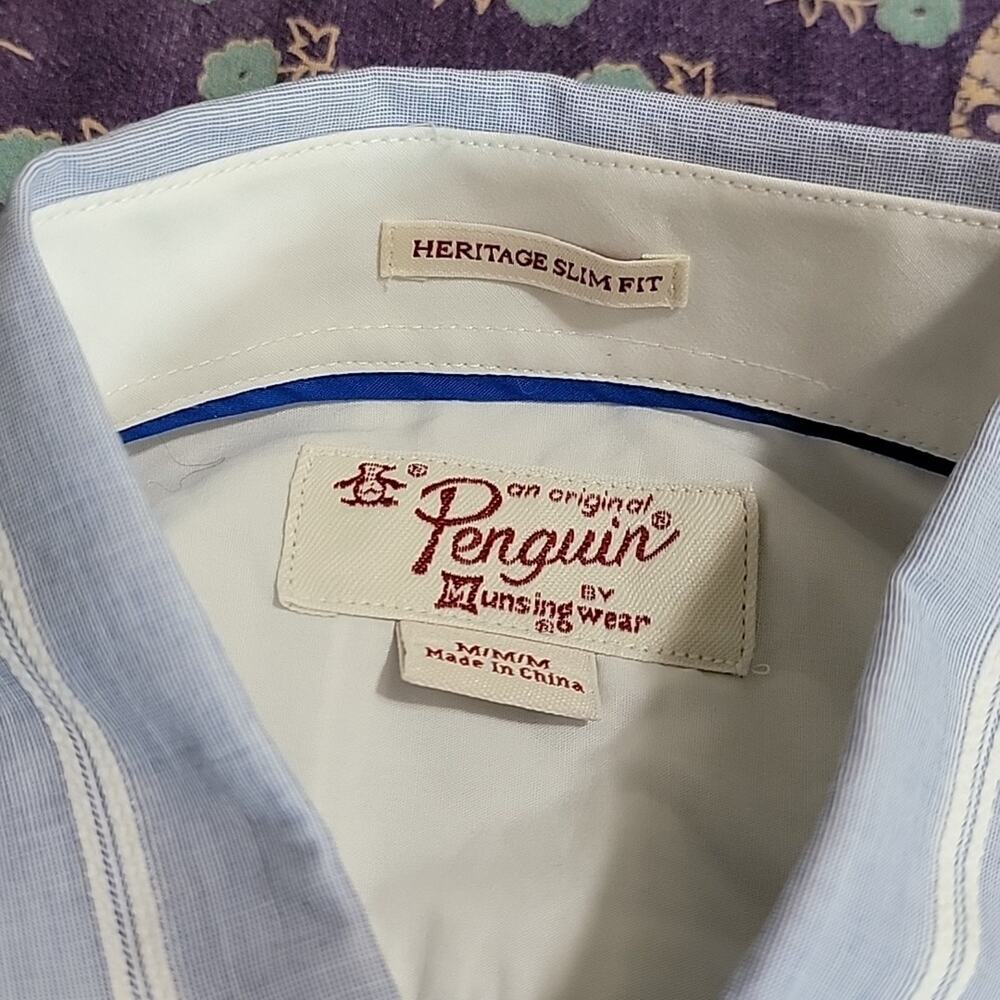 HERITAGE SLIM FIT
an original
Penguin®
BY
Munsingwear
®
M/M/M
Made In China